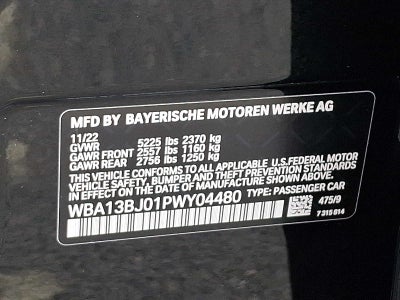 MFD BY BAYERISCHE MOTOREN WERKE AG
11/22
GVWR 5225 lbs 2370 kg
GAWR FRONT 2557 lbs 1160 kg
GAWR REAR 2756 lbs 1250 kg
THIS VEHICLE CONFORMS TO ALL APPLICABLE U.S. FEDERAL MOTOR
VEHICLE SAFETY, BUMPER, AND THEFT PREVENTION STANDARDS
IN EFFECT ON THE DATE OF MANUFACTURE SHOWN ABOVE.
WBA13BJ01PWY04480 TYPE: PASSENGER CAR
475/9
7 315 614